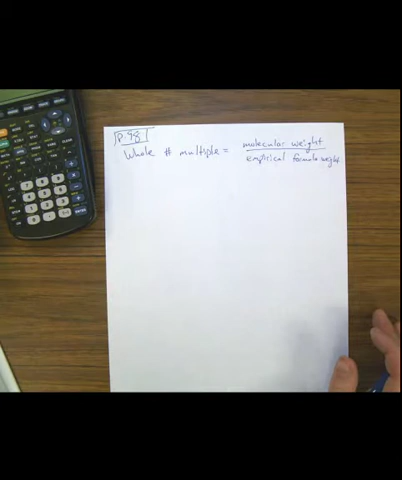 p. 98
Whole # multiple = molecular weight
empirical formula weight